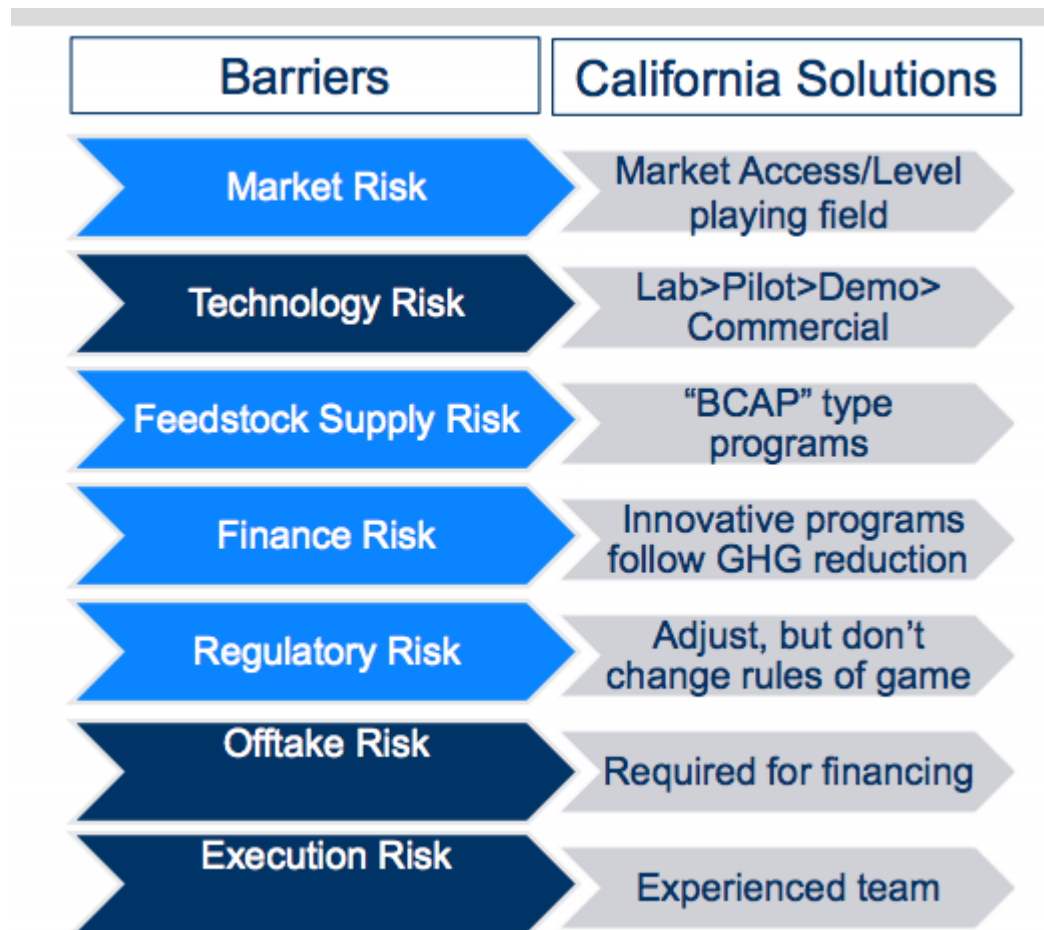 Barriers
California Solutions
Market Risk
Market Access/Level
playing field
Technology Risk
Lab>Pilot>Demo>
Commercial
Feedstock Supply Risk
“BCAP” type
programs
Finance Risk
Innovative programs
follow GHG reduction
Regulatory Risk
Adjust, but don’t
change rules of game
Offtake Risk
Required for financing
Execution Risk
Experienced team